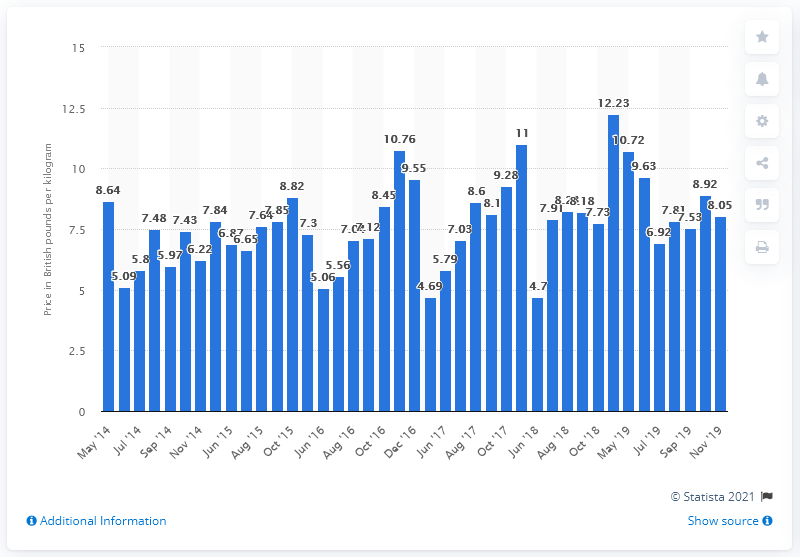 15
12.5
10
7.5
5
2.5
0
Price in British pounds per kilogram
8.64
5.09
5.8
7.48
5.97
7.43
6.22
7.84
6.87
6.65
7.64
7.85
8.82
7.3
5.06
5.56
7.12
8.45
10.76
9.55
4.69
5.79
7.03
8.6
8.1
9.28
11
4.7
7.91
8.18
7.73
12.23
10.72
9.63
6.92
7.81
7.53
8.92
8.05
May '14
Jul '14
Sep '14
Nov '14
Jun '15
Aug '15
Oct '15
Jun '16
Aug '16
Oct '16
Dec '16
Jun '17
Aug '17
Oct '17
Jun '18
Aug '18
Oct '18
May '19
Jul '19
Sep '19
Nov '19
© Statista 2021
Additional Information
Show source